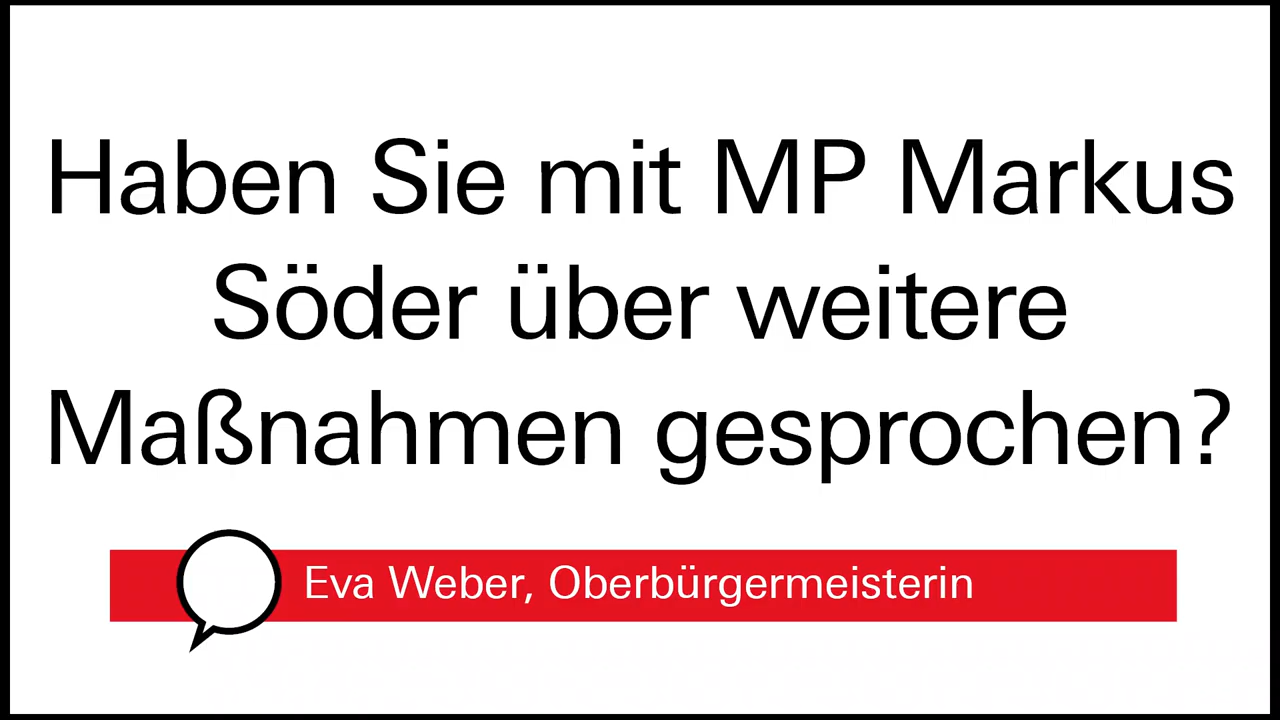 Haben Sie mit MP Markus
Söder über weitere
Maßnahmen gesprochen?
Eva Weber, Oberbürgermeisterin